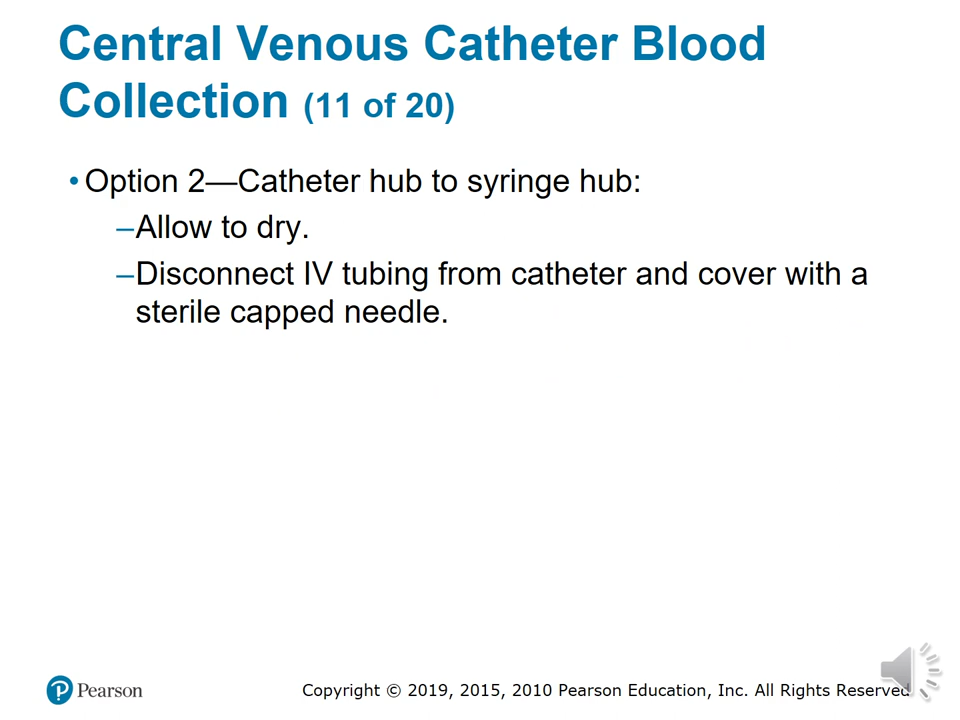 Central Venous Catheter Blood
Collection (11 of 20)
• Option 2—Catheter hub to syringe hub:
–Allow to dry.
–Disconnect IV tubing from catheter and cover with a
sterile capped needle.
Pearson
Copyright © 2019, 2015, 2010 Pearson Education, Inc. All Rights Reserved